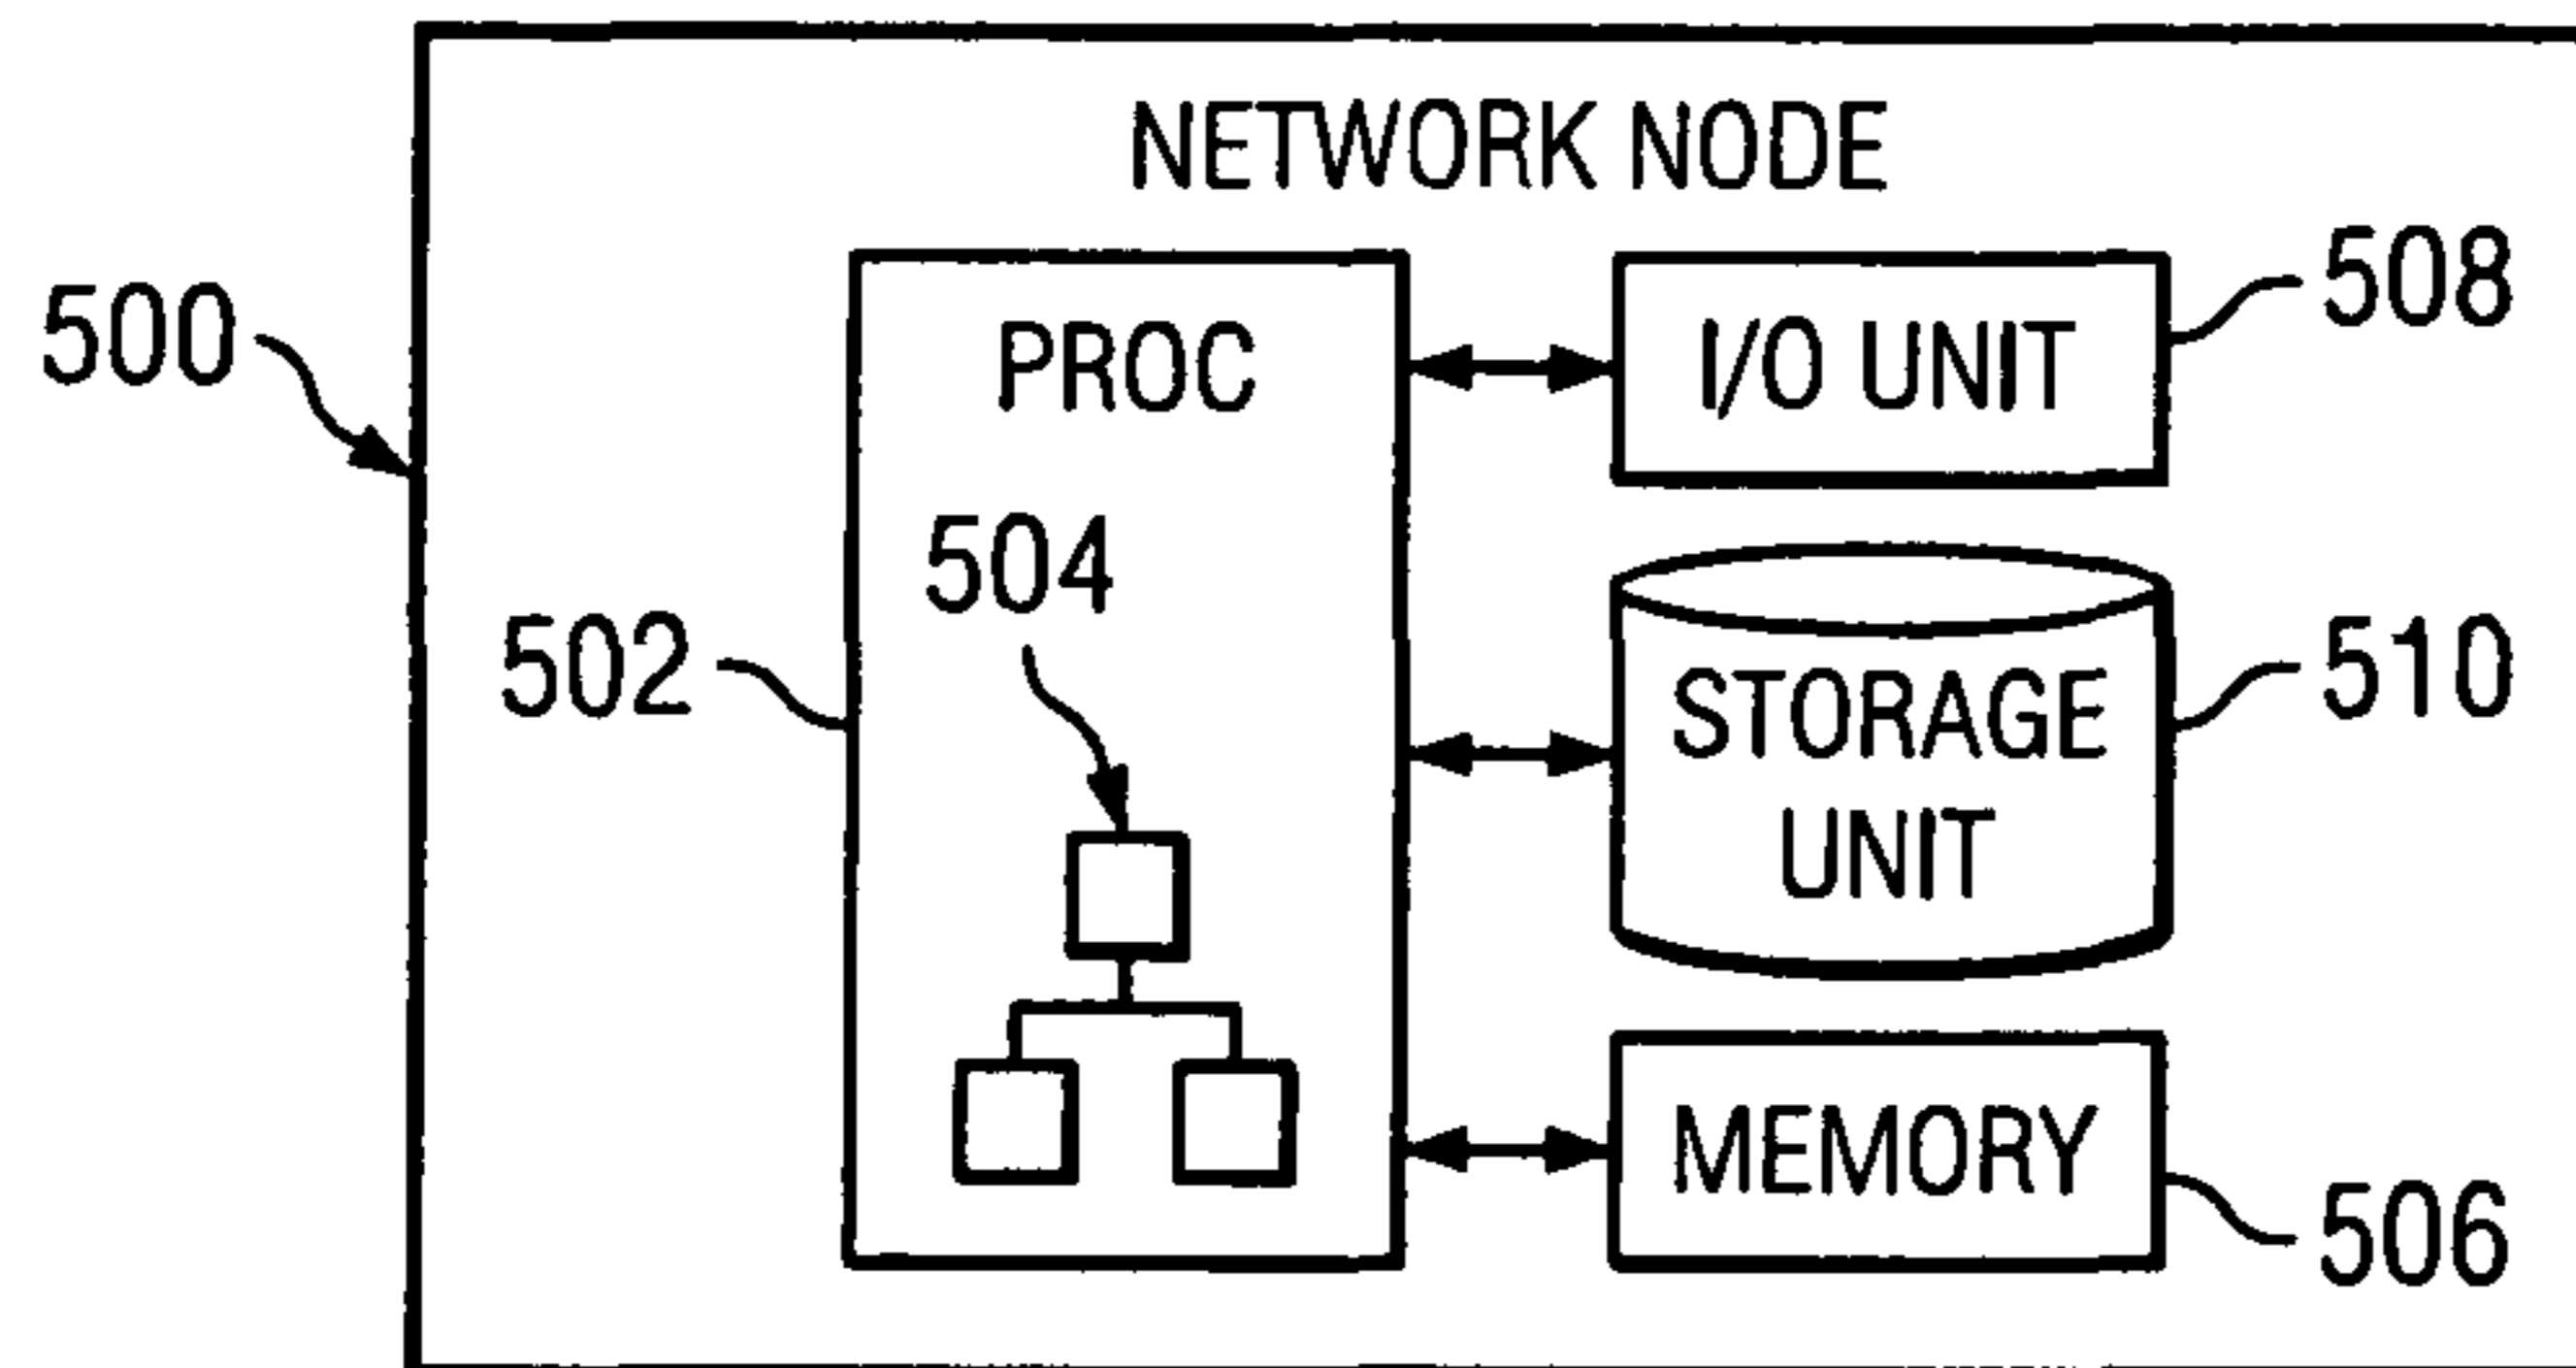 NETWORK NODE
500
PROC
I/O UNIT
508
504
502
STORAGE
UNIT
510
MEMORY
506